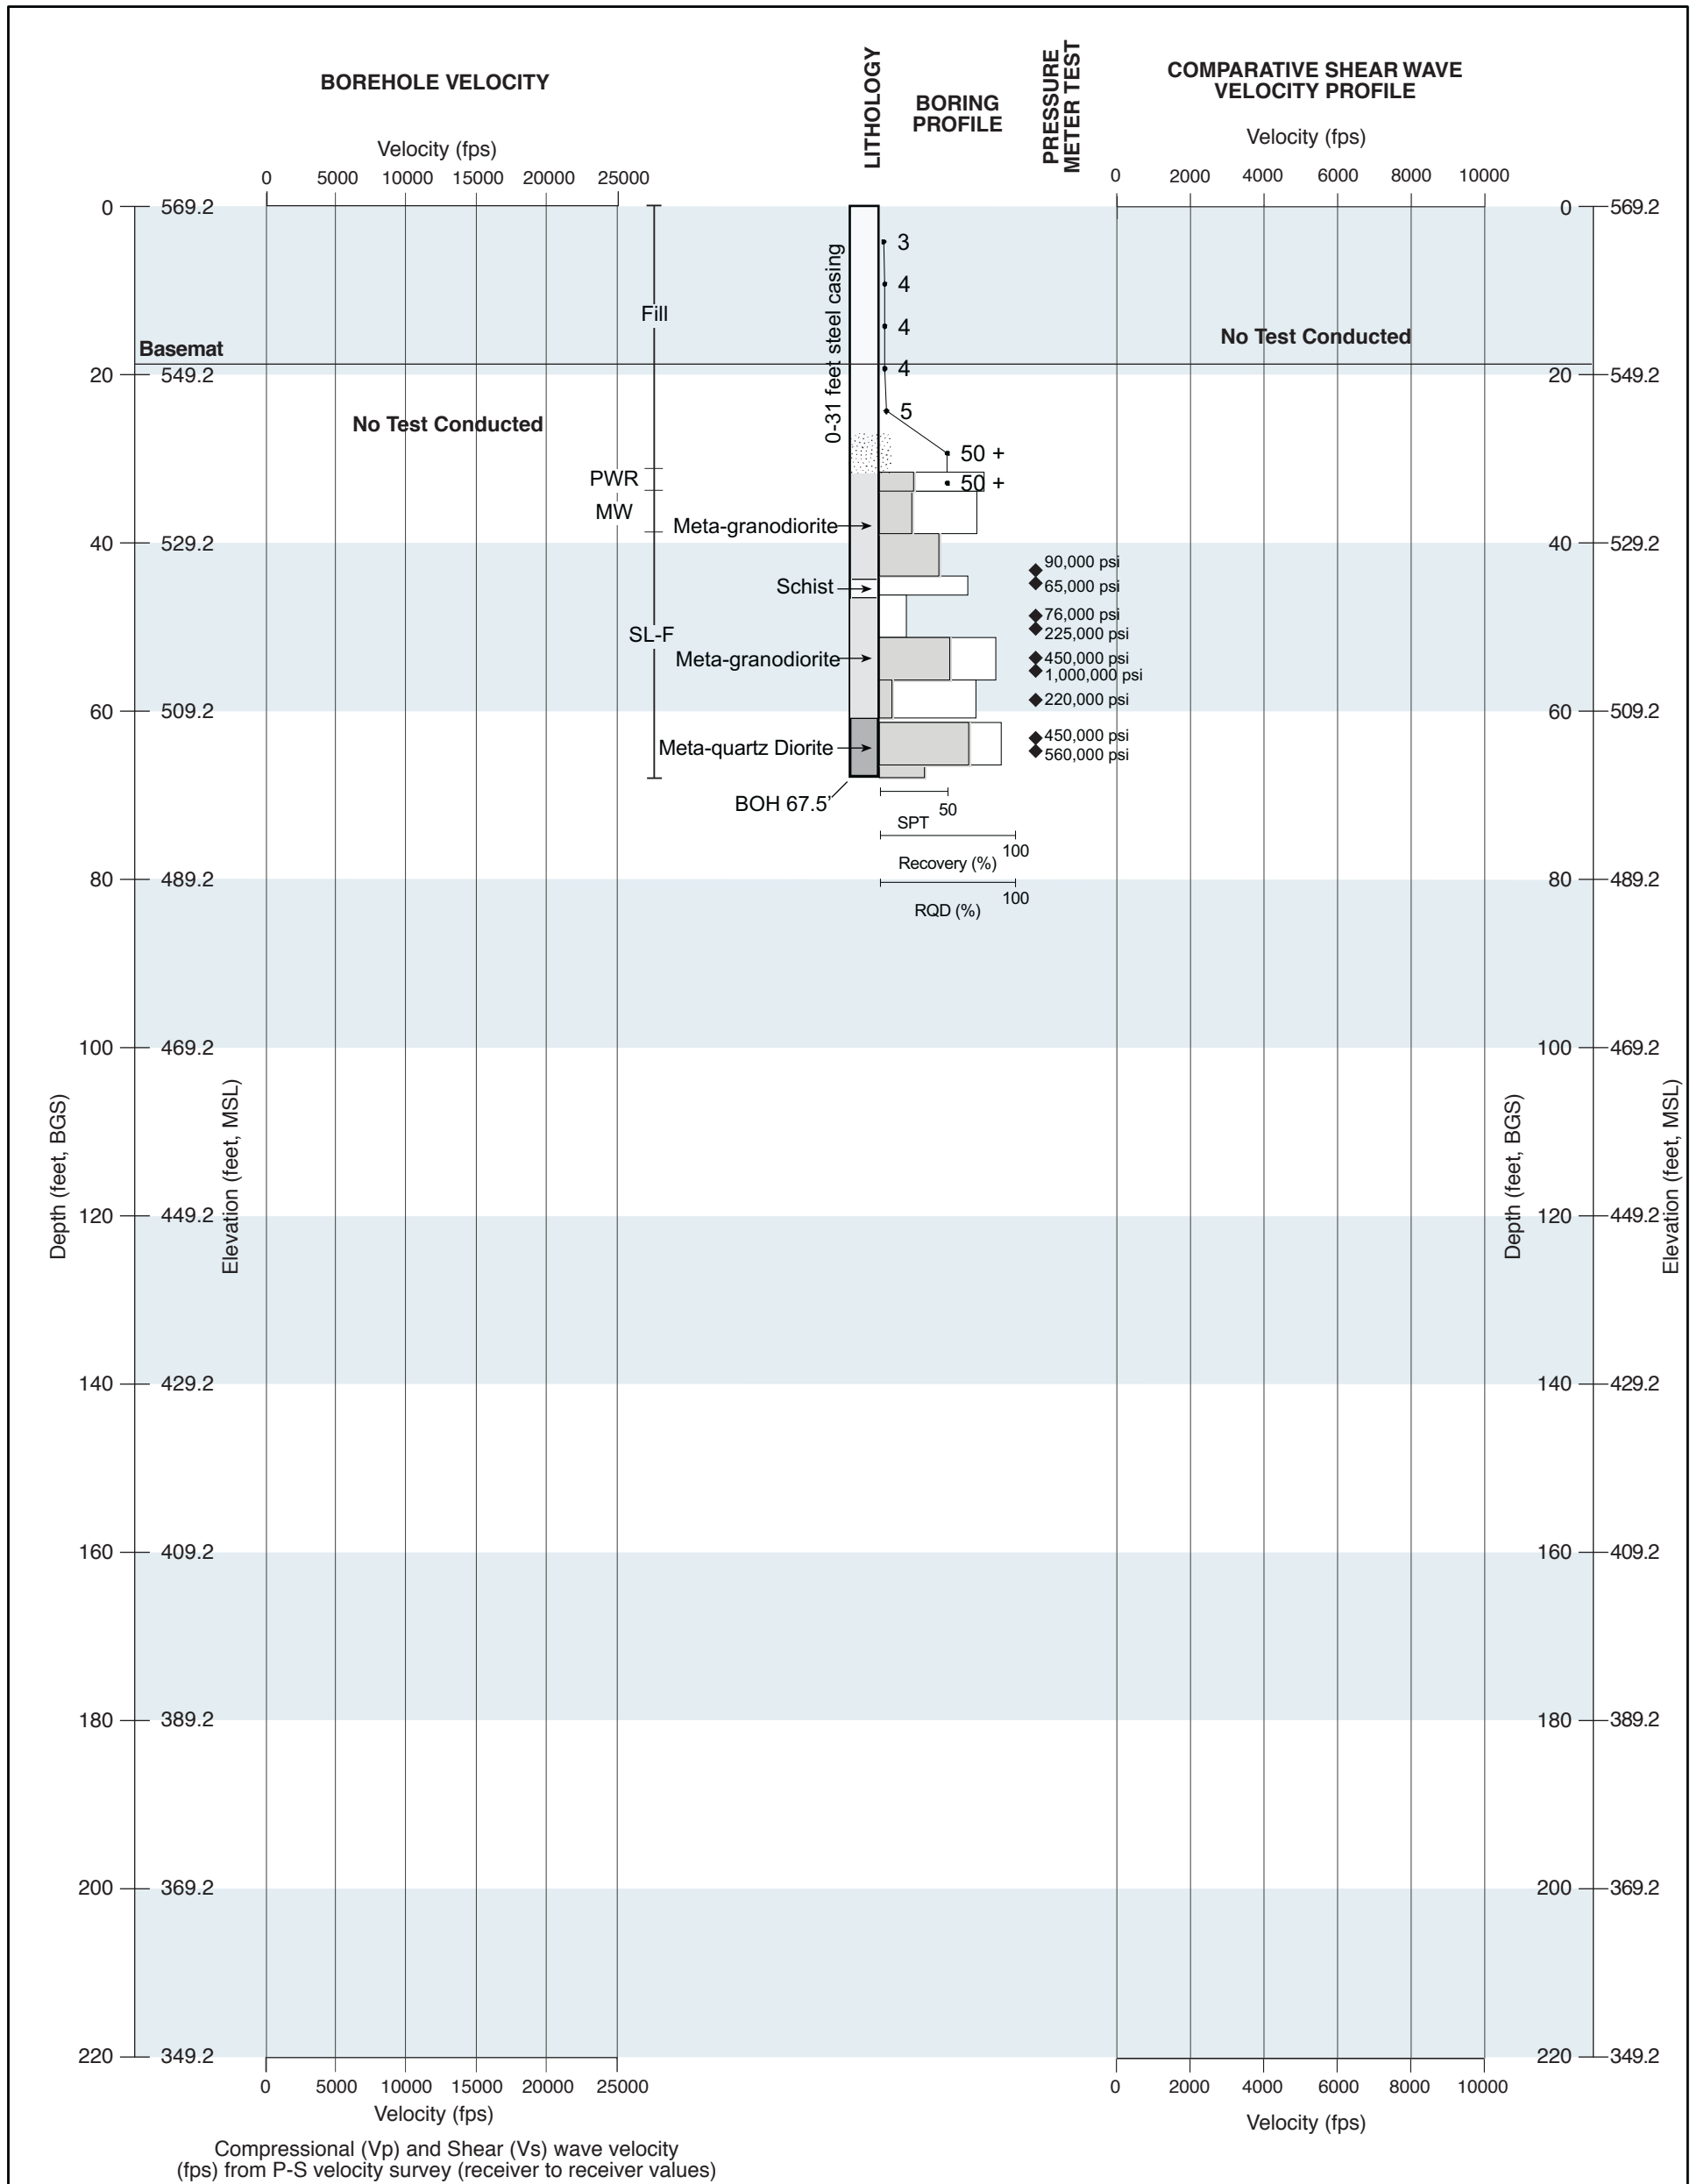 BOREHOLE VELOCITY
LITHOLOGY
BORING
PROFILE
PRESSURE
METER TEST
COMPARATIVE SHEAR WAVE
VELOCITY PROFILE
Velocity (fps)
Velocity (fps)
0 5000 10000 15000 20000 25000
0 2000 4000 6000 8000 10000
0 569.2
0 569.2
0-31 feet steel casing
3
4
Fill
4
No Test Conducted
Basemat
4
20 549.2
20 549.2
5
No Test Conducted
50 +
PWR
50 +
MW
Meta-granodiorite
40 529.2
40 529.2
90,000 psi
Schist
65,000 psi
76,000 psi
SL-F
225,000 psi
Meta-granodiorite
450,000 psi
1,000,000 psi
220,000 psi
60 509.2
60 509.2
450,000 psi
Meta-quartz Diorite
560,000 psi
BOH 67.5’
50
SPT
100
Recovery (%)
80 489.2
80 489.2
100
RQD (%)
100 469.2
100 469.2
Depth (feet, BGS)
Elevation (feet, MSL)
Depth (feet, BGS)
Elevation (feet, MSL)
120 449.2
120 449.2
140 429.2
140 429.2
160 409.2
160 409.2
180 389.2
180 389.2
200 369.2
200 369.2
220 349.2
220 349.2
0 5000 10000 15000 20000 25000
0 2000 4000 6000 8000 10000
Velocity (fps)
Velocity (fps)
Compressional (Vp) and Shear (Vs) wave velocity
(fps) from P-S velocity survey (receiver to receiver values)